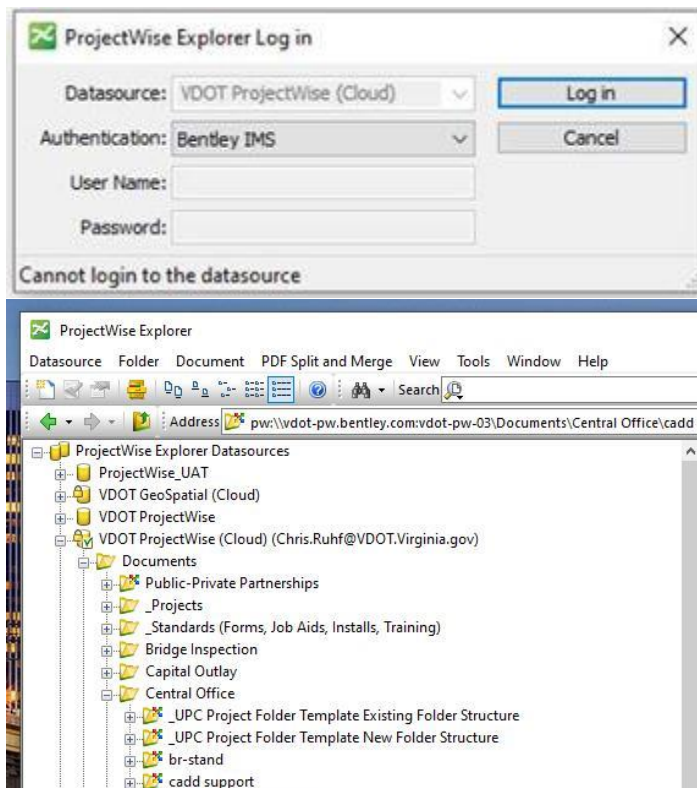 ProjectWise Explorer Log in
Datasource: VDOT ProjectWise (Cloud) Log in
Authentication: Bentley IMS Cancel
User Name:
Password:
Cannot login to the datasource
ProjectWise Explorer
Datasource Folder Document PDF Split and Merge View Tools Window Help
Search
Address pw:\\vdot-pw.bentley.com:vdot-pw-03\Documents\Central Office\cadd
ProjectWise Explorer Datasources
ProjectWise_UAT
VDOT GeoSpatial (Cloud)
VDOT ProjectWise
VDOT ProjectWise (Cloud) (Chris.Ruhf@VDOT.Virginia.gov)
Documents
Public-Private Partnerships
_Projects
_Standards (Forms, Job Aids, Installs, Training)
Bridge Inspection
Capital Outlay
Central Office
_UPC Project Folder Template Existing Folder Structure
_UPC Project Folder Template New Folder Structure
br-stand
cadd support